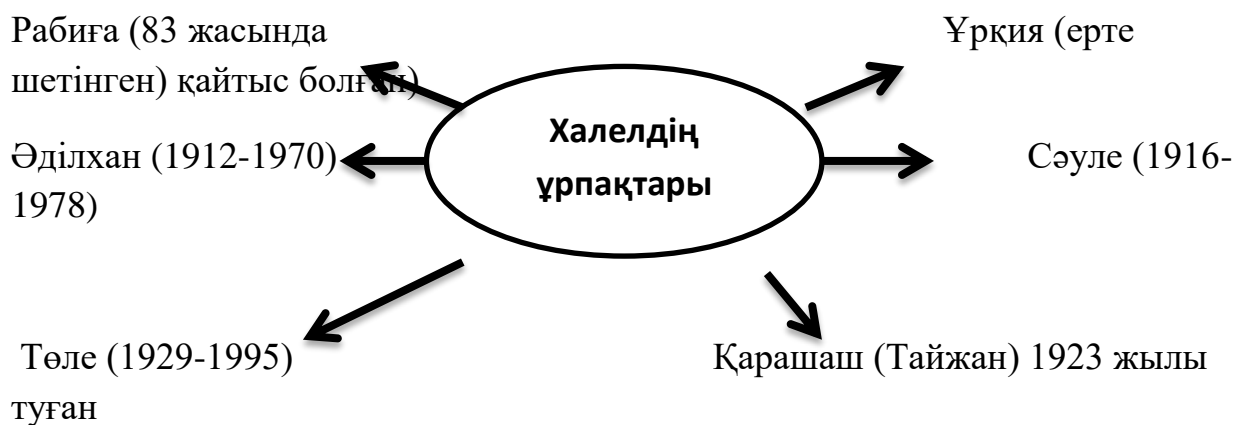 Рабиға (83 жасында Ұрқия (ерте
шетінген) қайтыс болған)
Халелдің
ұрпақтары
Әділхан (1912-1970) Сәуле (1916-
1978)
Төле (1929-1995) Қарашаш (Тайжан) 1923 жылы
туған